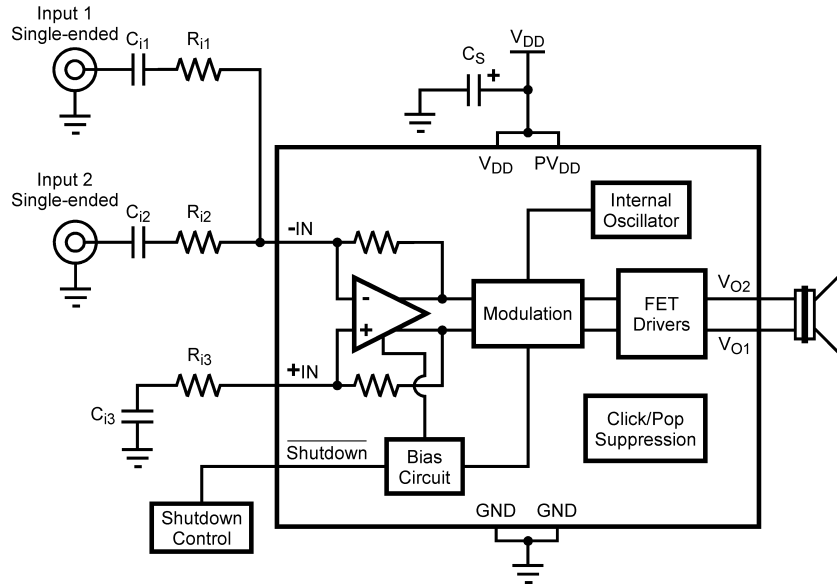 Input 1
Single-ended
Ci1
Ri1
CS
+
VDD
VDD
PVDD
Internal
Oscillator
Input 2
Single-ended
Ci2
Ri2
-IN
-
+
Modulation
FET
Drivers
VO2
VO1
Ri3
+IN
Ci3
Click/Pop
Suppression
Shutdown
Bias
Circuit
Shutdown
Control
GND
GND